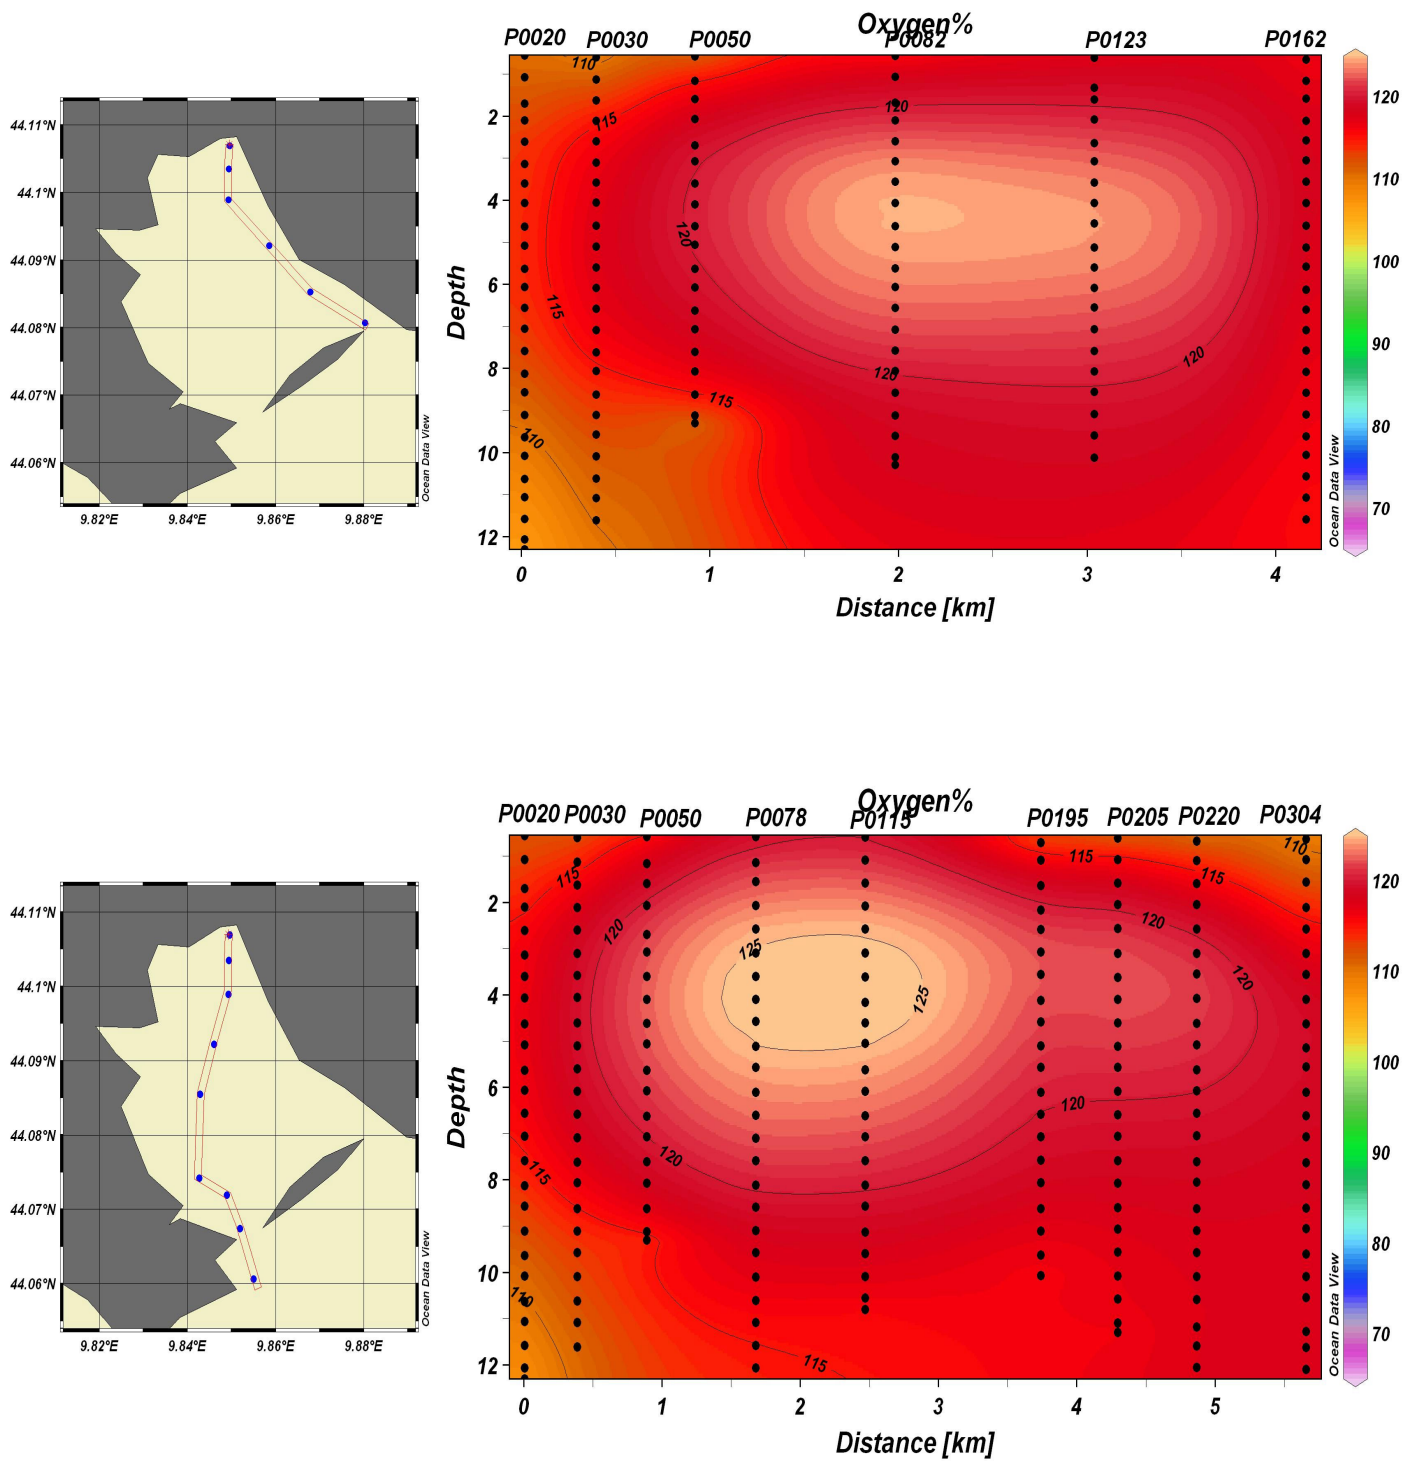 Oxygen%
P0020 P0030 P0050 P0082 P0123 P0162
110
115
120
120
120
120
115
115
110
2
4
6
8
10
12
Depth
0 1 2 3 4
Distance [km]
Ocean Data View
120
110
100
90
80
70
44.11°N
44.1°N
44.09°N
44.08°N
44.07°N
44.06°N
9.82°E 9.84°E 9.86°E 9.88°E
Ocean Data View
Oxygen%
P0020 P0030 P0050 P0078 P0115 P0195 P0205 P0220 P0304
110
115
115
115
120
120
125
120
125
120
120
115
110
115
2
4
6
8
10
12
Depth
0 1 2 3 4 5
Distance [km]
Ocean Data View
120
110
100
90
80
70
44.11°N
44.1°N
44.09°N
44.08°N
44.07°N
44.06°N
9.82°E 9.84°E 9.86°E 9.88°E
Ocean Data View